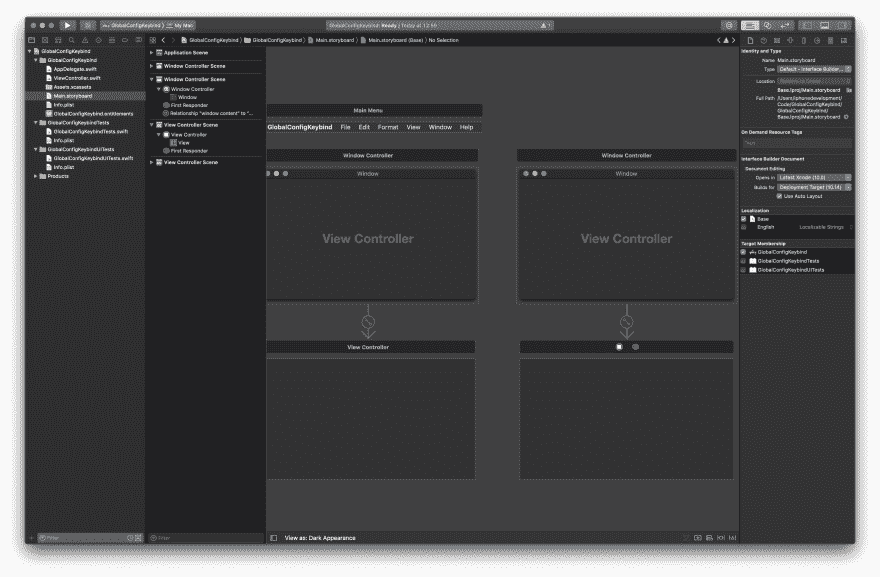 GlobalConfigKeybind ⟩ My Mac
GlobalConfigKeybind: Ready | Today at 12:59
GlobalConfigKeybind
GlobalConfigKeybind
AppDelegate.swift
ViewController.swift
Assets.xcassets
Main.storyboard
Info.plist
GlobalConfigKeybind.entitlements
GlobalConfigKeybindTests
GlobalConfigKeybindTests.swift
Info.plist
GlobalConfigKeybindUITests
GlobalConfigKeybindUITests.swift
Info.plist
Products
Filter
GlobalConfigKeybind ⟩ GlobalConfigKeybind ⟩ Main.storyboard ⟩ Main.storyboard (Base) ⟩ No Selection
Application Scene
Window Controller Scene
Window Controller Scene
Window Controller
Window
First Responder
Relationship "window content" to "...
View Controller Scene
View Controller
View
First Responder
View Controller Scene
Filter
Main Menu
GlobalConfigKeybind File Edit Format View Window Help
Window Controller
Window
View Controller
View Controller
Window Controller
Window
View Controller
View as: Dark Appearance
Identity and Type
Name Main.storyboard
Type Default - Interface Builder...
Location
Base.lproj/Main.storyboard
Full Path /Users/iphonedevelopment/
Code/GlobalConfigKeybind/
GlobalConfigKeybind/
Base.lproj/Main.storyboard
On Demand Resource Tags
Interface Builder Document
Document Editing
Opens in Latest Xcode (10.0)
Builds for Deployment Target (10.14)
Use Auto Layout
Localization
Base
English Localizable Strings
Target Membership
GlobalConfigKeybind
GlobalConfigKeybindTests
GlobalConfigKeybindUITests